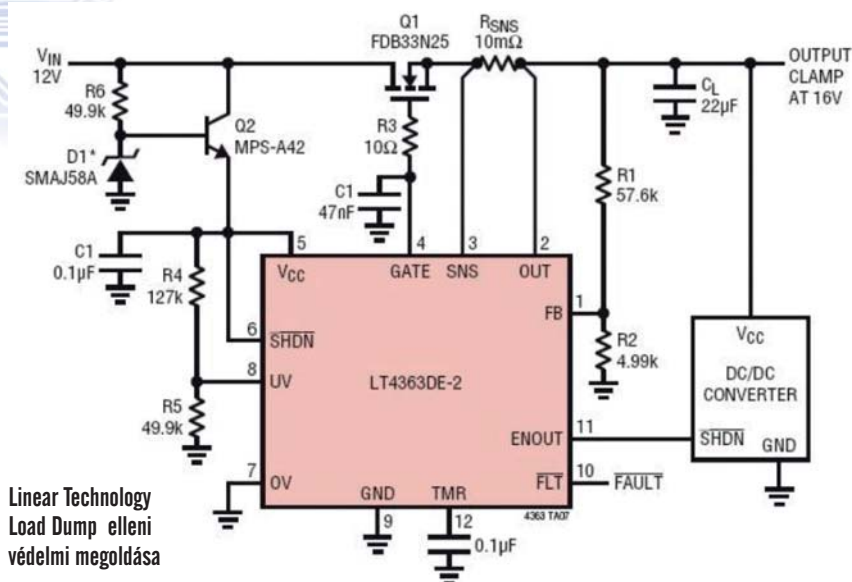 Q1
FDB33N25
RSNS
10mΩ
VIN
12V
OUTPUT
CLAMP
AT 16V
R6
49.9k
Q2
MPS-A42
D1*
SMAJ58A
R3
10Ω
CL
22µF
R1
57.6k
C1
47nF
C1
0.1µF
R4
127k
5
4
3
2
VCC
GATE
SNS
OUT
FB
1
6
SHDN
R2
4.99k
VCC
8
UV
LT4363DE-2
DC/DC
CONVERTER
R5
49.9k
ENOUT
11
SHDN
GND
7
OV
FLT
10
FAULT
GND
TMR
4363 TA07
9
12
0.1µF
Linear Technology
Load Dump elleni
védelmi megoldása